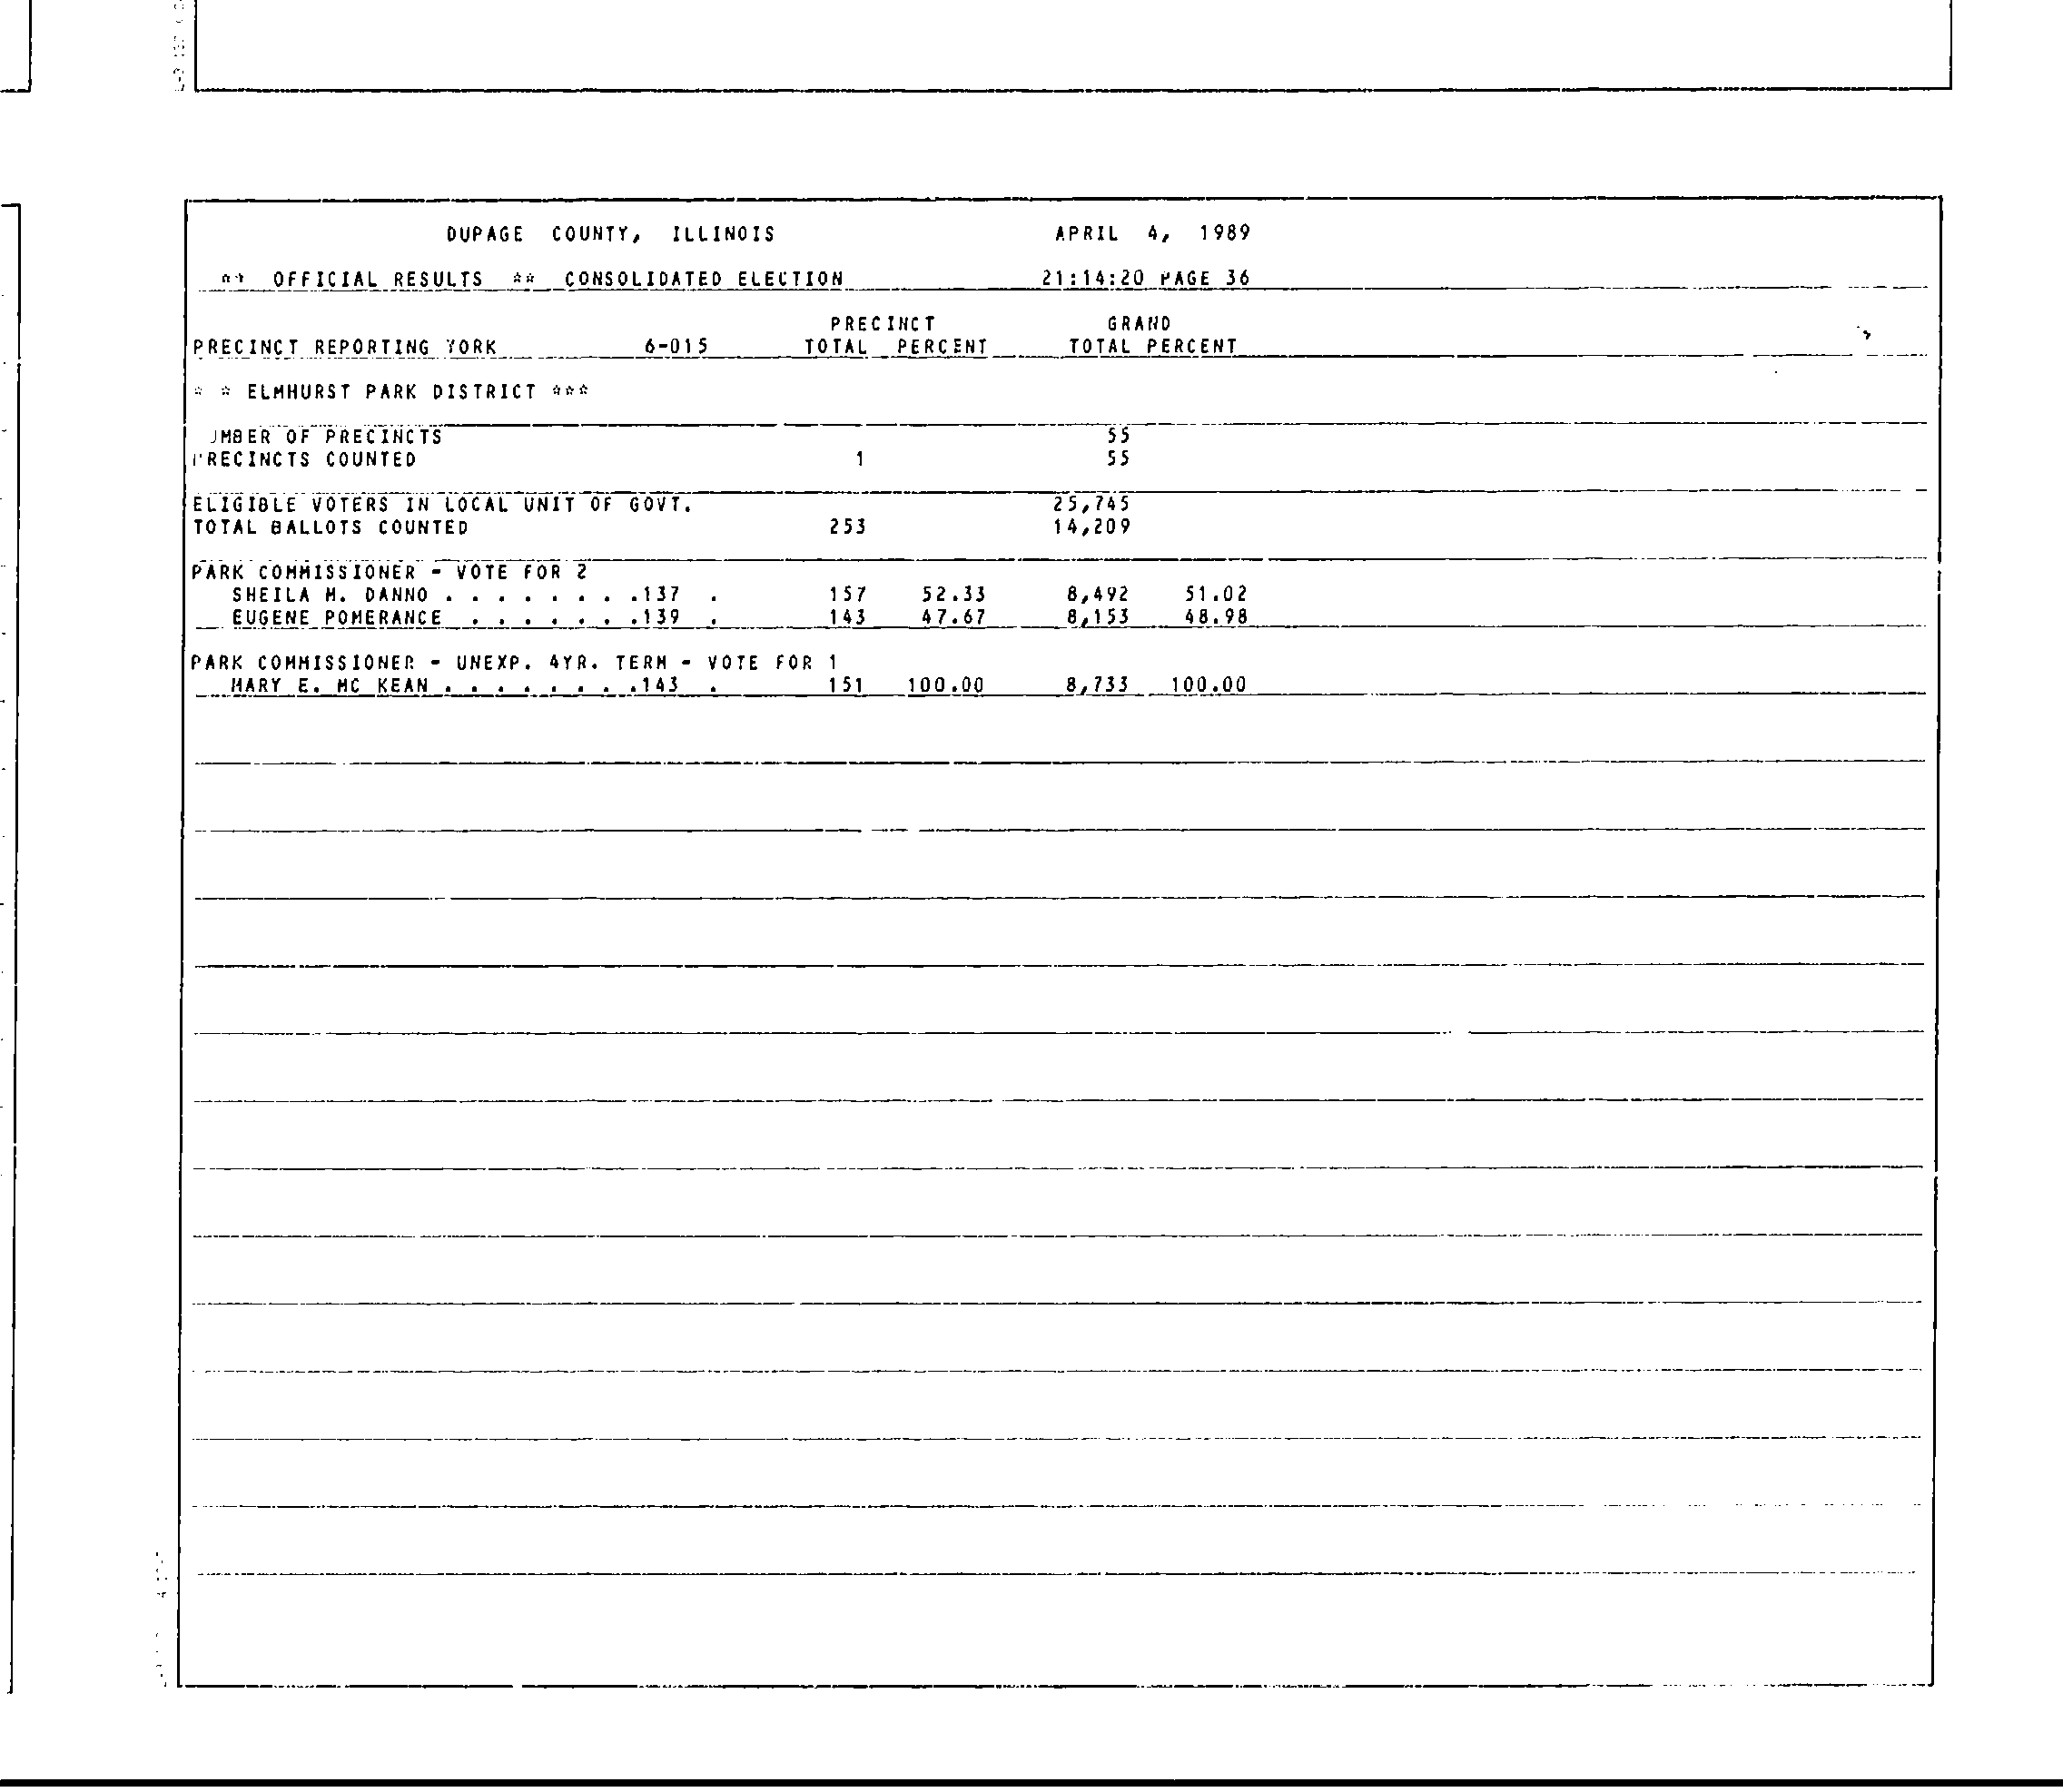 DUPAGE COUNTY, ILLINOIS APRIL 4, 1989
** OFFICIAL RESULTS ** CONSOLIDATED ELECTION 21:14:20 PAGE 36
PRECINCT GRAND
PRECINCT REPORTING YORK 6-015 TOTAL PERCENT TOTAL PERCENT
* * ELMHURST PARK DISTRICT ***
UMBER OF PRECINCTS 55
PRECINCTS COUNTED 1 55
ELIGIBLE VOTERS IN LOCAL UNIT OF GOVT. 25,745
TOTAL BALLOTS COUNTED 253 14,209
PARK COMMISSIONER - VOTE FOR 2
SHEILA M. DANNO . . . . . . . .137 . 157 52.33 8,492 51.02
EUGENE POMERANCE . . . . . . .139 . 143 47.67 8,153 48.98
PARK COMMISSIONER - UNEXP. 4YR. TERM - VOTE FOR 1
MARY E. MC KEAN . . . . . . . .143 . 151 100.00 8,733 100.00